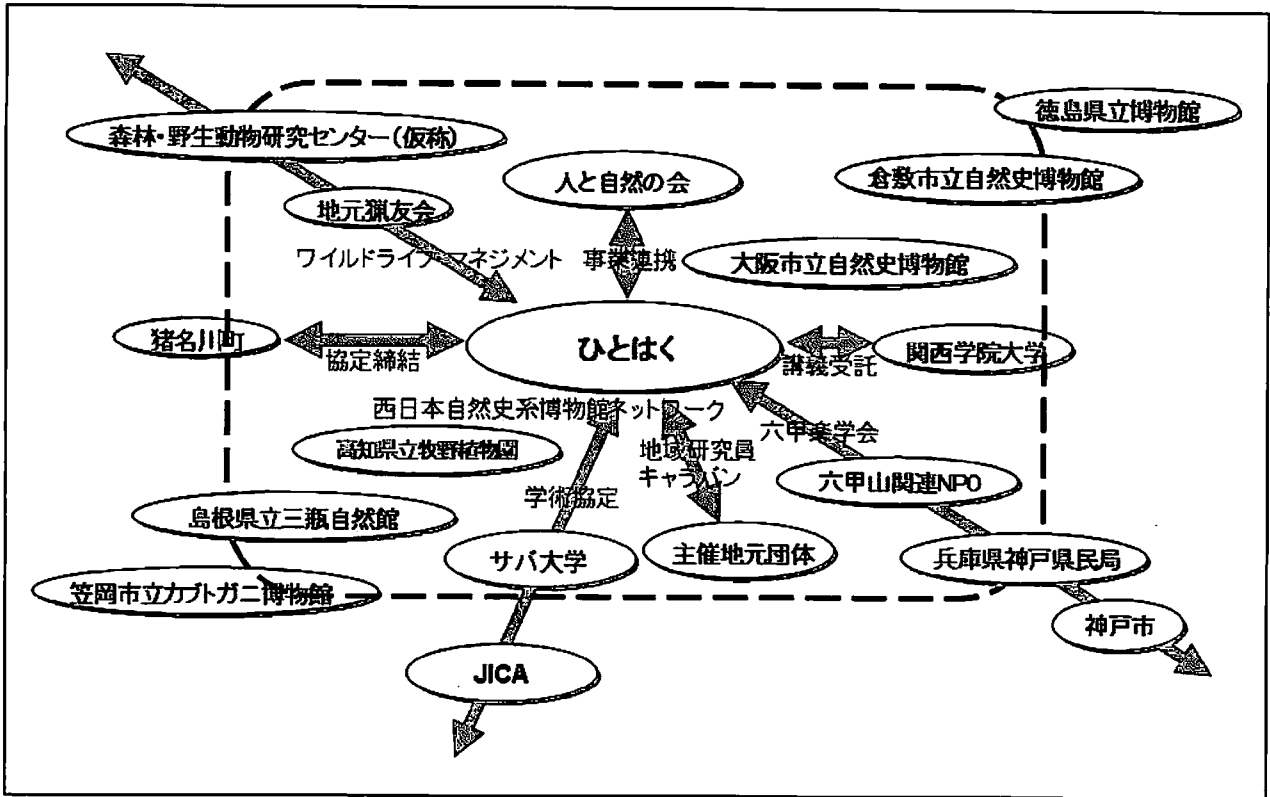 徳島県立博物館
森林・野生動物研究センター(仮称)
人と自然の会
倉敷市立自然史博物館
地元猟友会
ワイルドライフ・マネジメント
事業連携
大阪市立自然史博物館
猪名川町
協定締結
ひとはく
講義受託
関西学院大学
西日本自然史系博物館ネットワーク
六甲楽学会
高知県立牧野植物園
地域研究員
キャラバン
学術協定
六甲山関連NPO
島根県立三瓶自然館
サバ大学
主催地元団体
兵庫県神戸県民局
笠岡市立カブトガニ博物館
神戸市
JICA